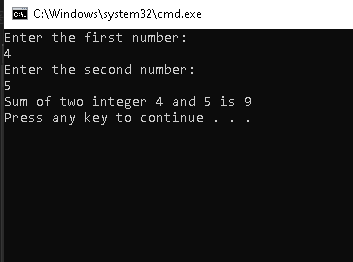 C:\Windows\system32\cmd.exe
Enter the first number:
4
Enter the second number:
5
Sum of two integer 4 and 5 is 9
Press any key to continue . . .